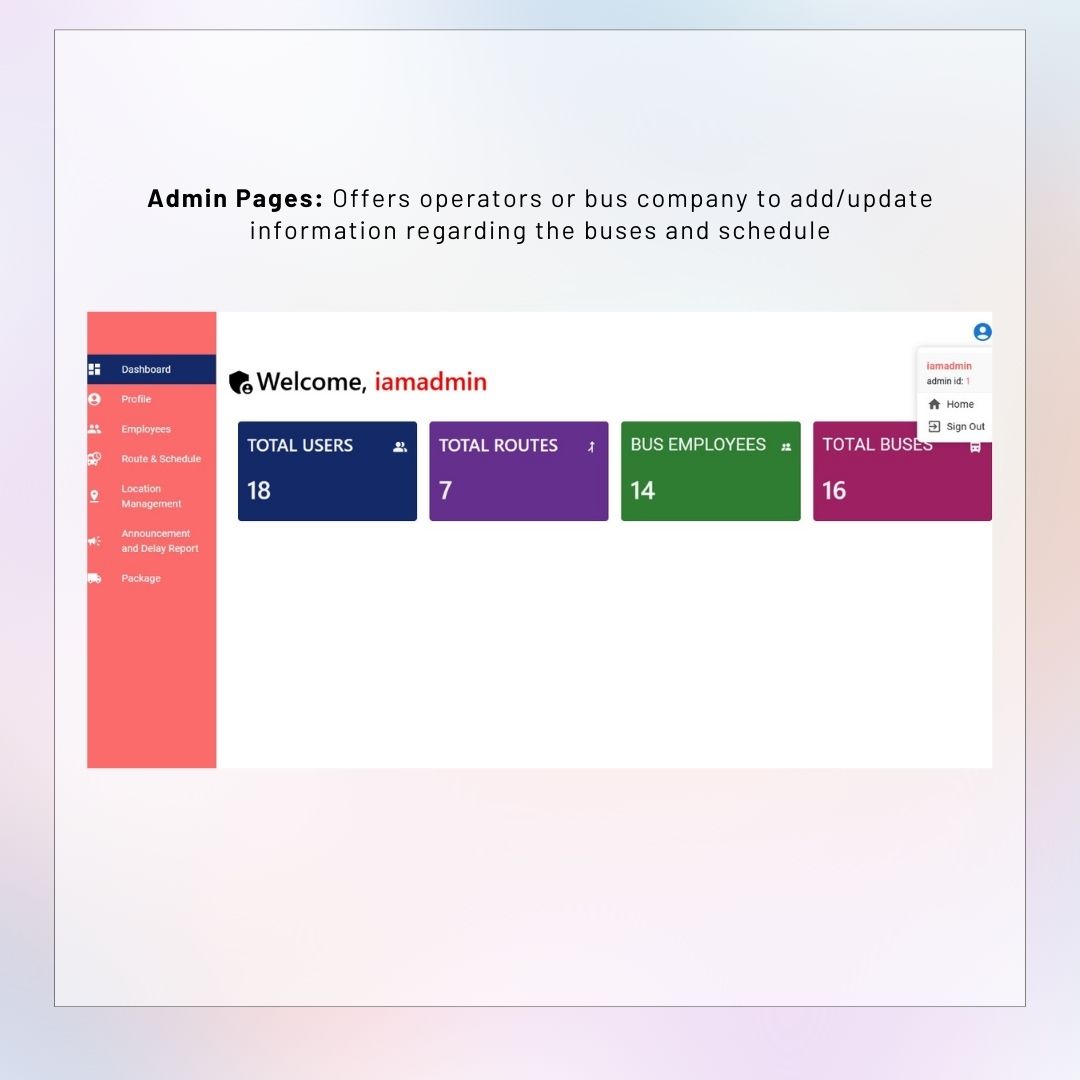 Admin Pages: Offers operators or bus company to add/update
information regarding the buses and schedule
Dashboard
Profile
Employees
Route & Schedule
Location
Management
Announcement
and Delay Report
Package
Welcome, iamadmin
iamadmin
admin id: 1
Home
Sign Out
TOTAL USERS
18
TOTAL ROUTES
7
BUS EMPLOYEES
14
TOTAL BUSES
16